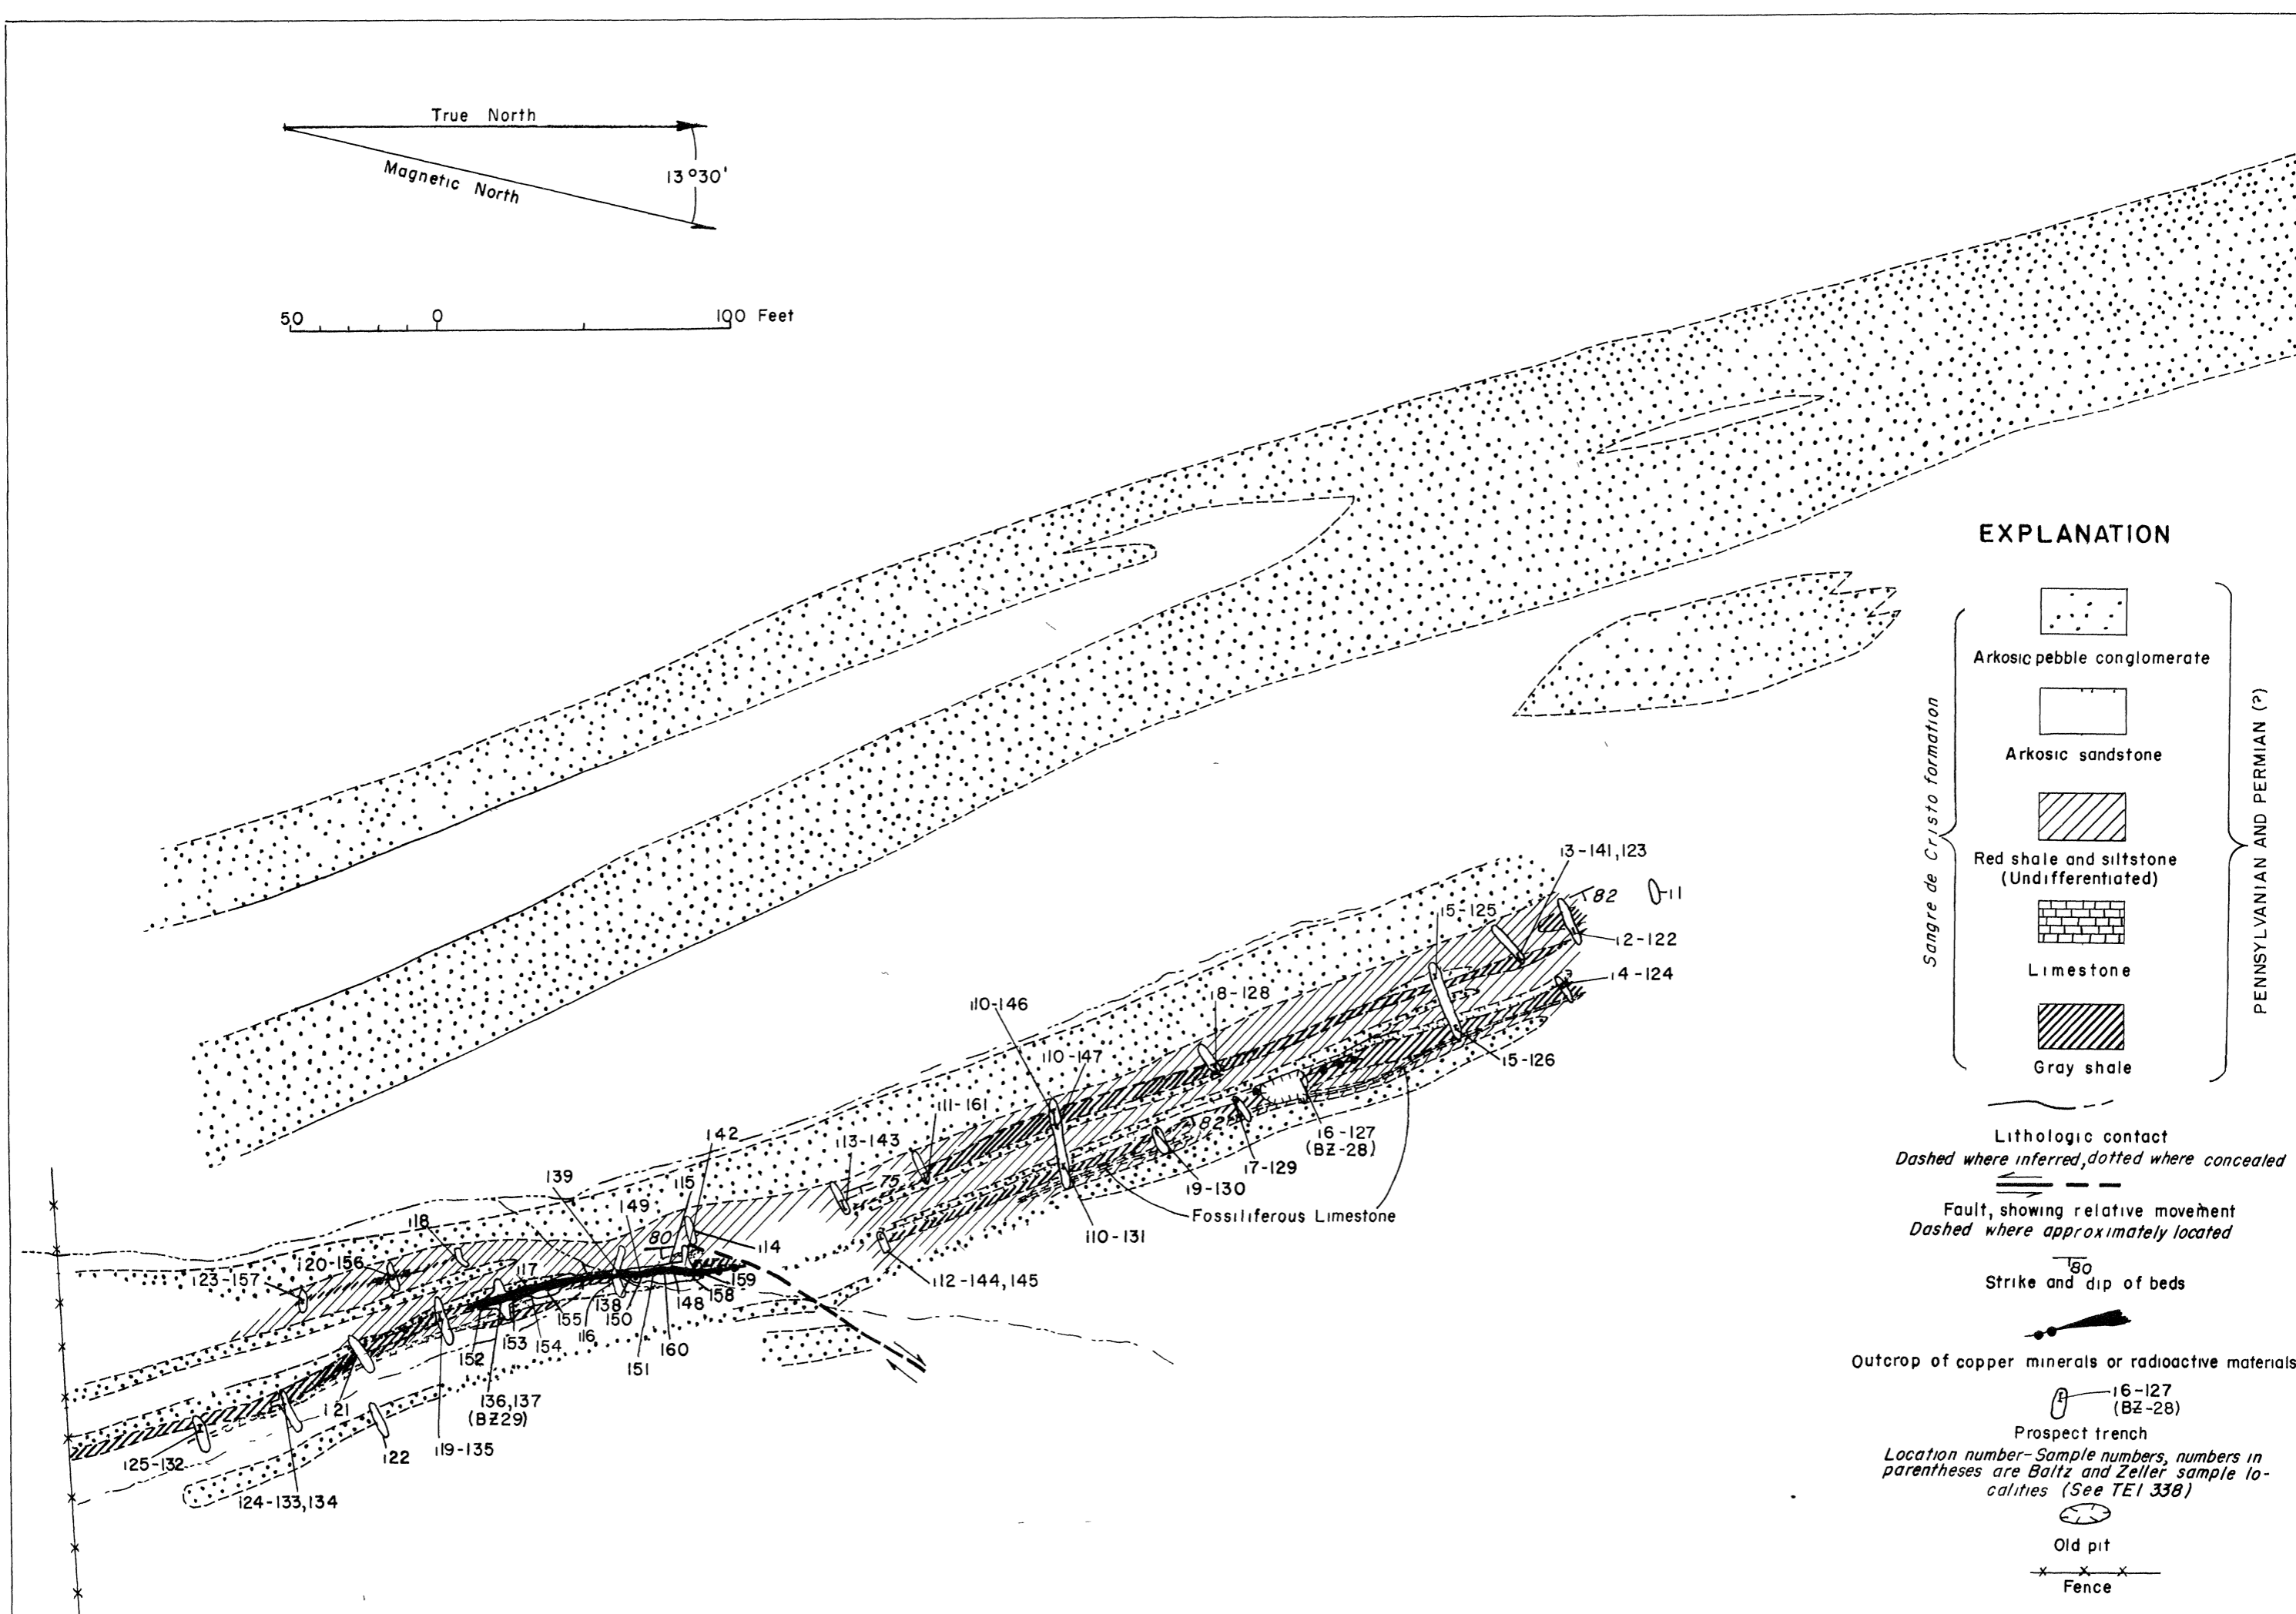 True North
Magnetic North
13°30'
50 0 100 Feet
EXPLANATION
Arkosic pebble conglomerate
Arkosic sandstone
Red shale and siltstone
(Undifferentiated)
Limestone
Gray shale
Sangre de Cristo formation
PENNSYLVANIAN AND PERMIAN (?)
Lithologic contact
Dashed where inferred, dotted where concealed
Fault, showing relative movement
Dashed where approximately located
80
Strike and dip of beds
Outcrop of copper minerals or radioactive materials
16-127
(BZ-28)
Prospect trench
Location number-Sample numbers, numbers in
parentheses are Baltz and Zeller sample lo-
calities (See TEI 338)
Old pit
Fence
13-141,123
82
11
15-125
12-122
14-124
18-128
110-146
110-147
15-126
111-161
113-143
16-127
(BZ-28)
82
17-129
19-130
75
142
115
139
149
Fossiliferous Limestone
110-131
80
114
118
120-156
123-157
117
112-144,145
159
158
148
138
150
155
116
154
153
152
160
151
136,137
(BZ29)
121
119-135
122
125-132
124-133,134